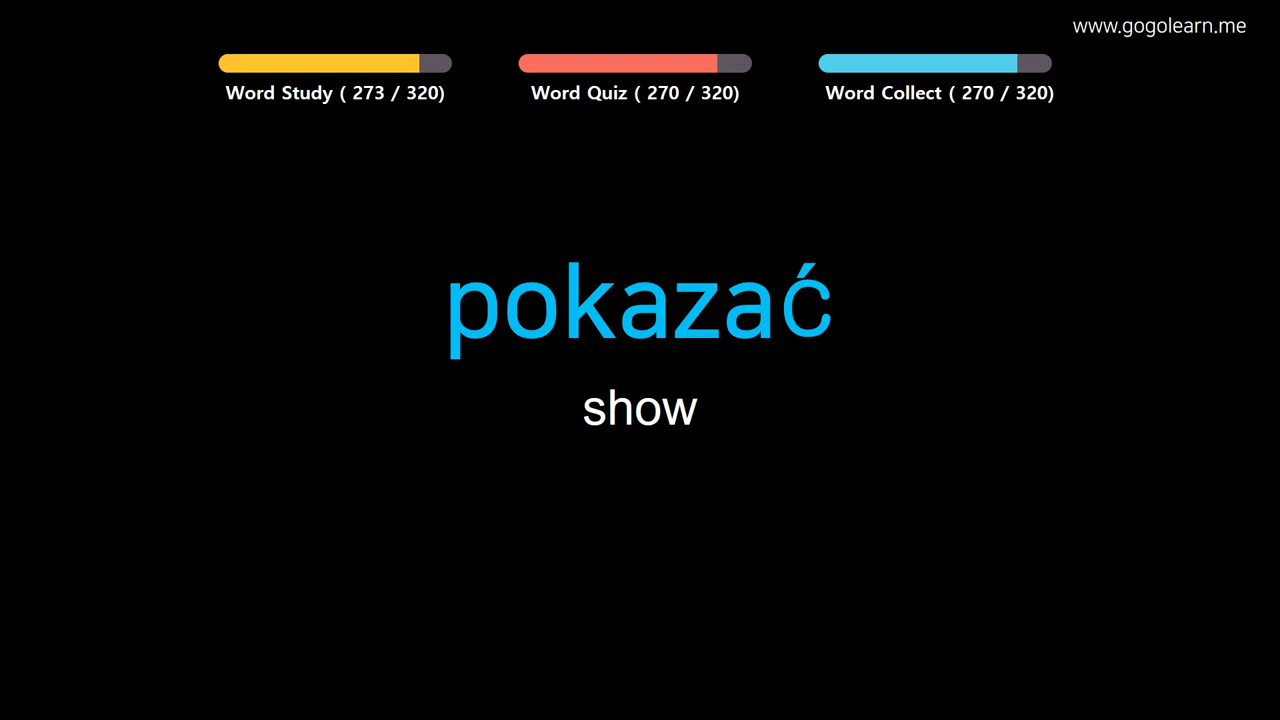 www.gogolearn.me
Word Study ( 273 / 320)
Word Quiz ( 270 / 320)
Word Collect ( 270 / 320)
pokazać
show